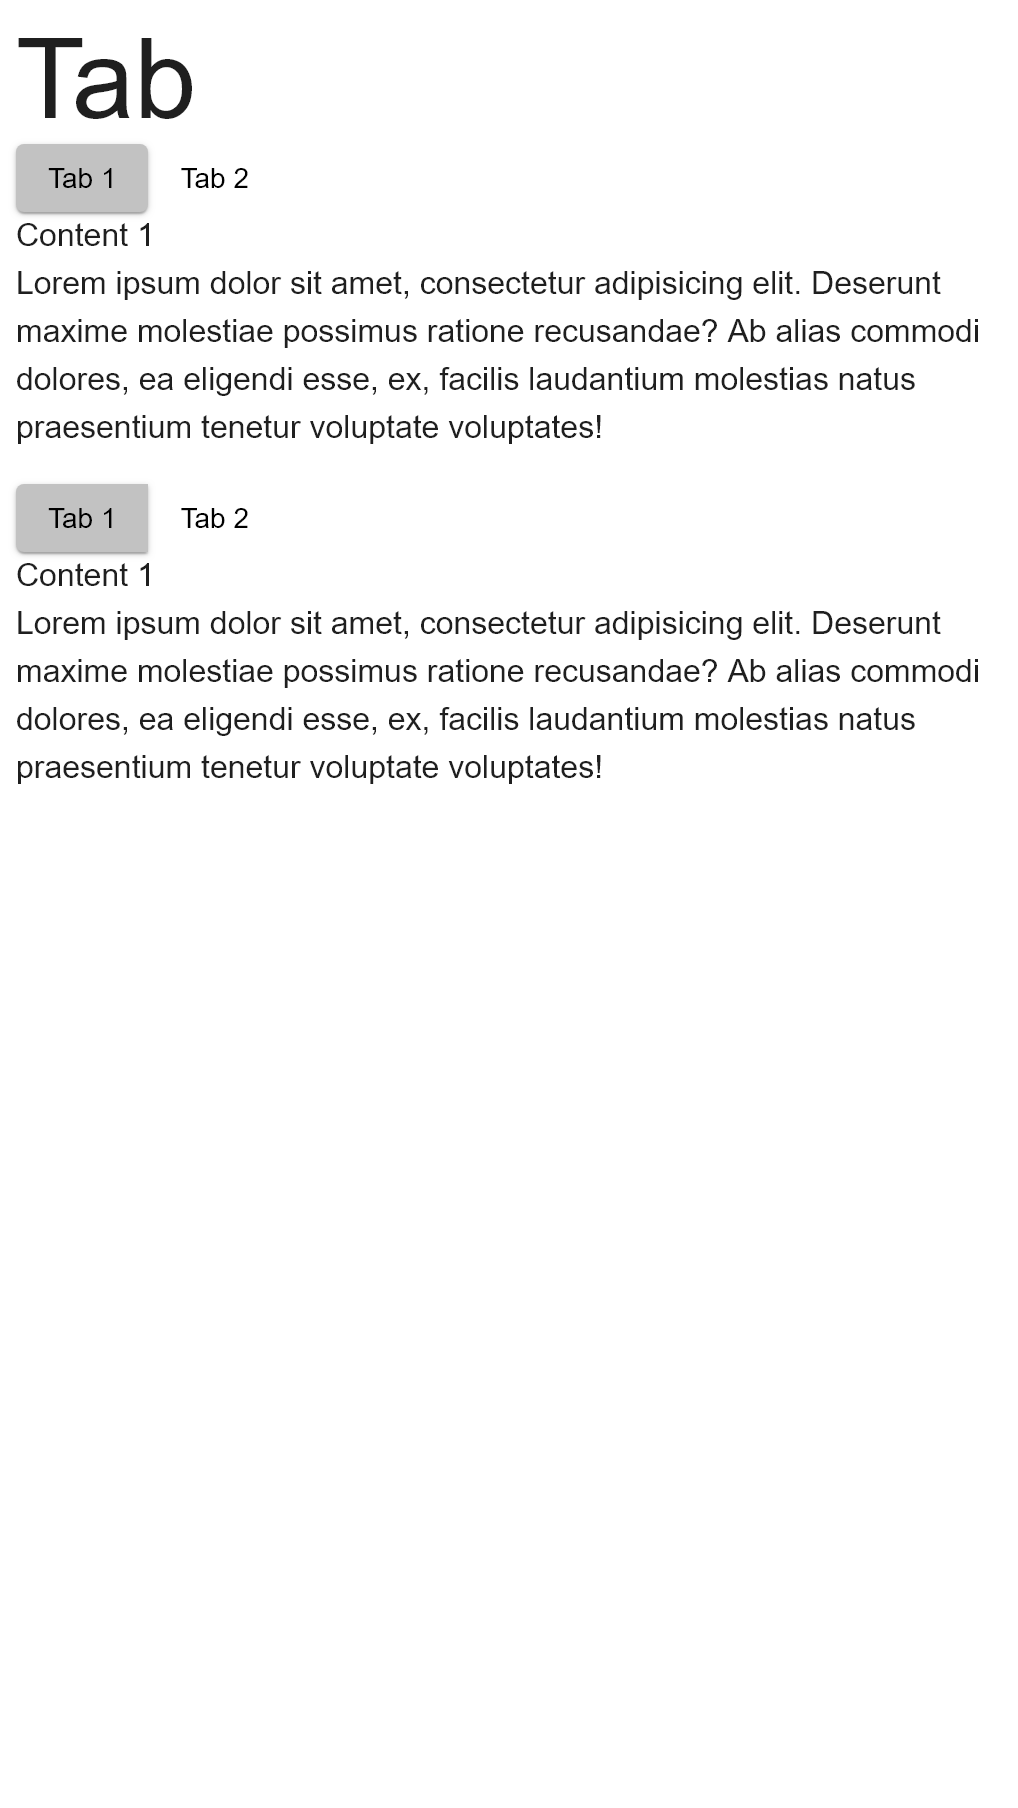 Tab
Tab 1 Tab 2
Content 1
Lorem ipsum dolor sit amet, consectetur adipisicing elit. Deserunt
maxime molestiae possimus ratione recusandae? Ab alias commodi
dolores, ea eligendi esse, ex, facilis laudantium molestias natus
praesentium tenetur voluptate voluptates!
Tab 1 Tab 2
Content 1
Lorem ipsum dolor sit amet, consectetur adipisicing elit. Deserunt
maxime molestiae possimus ratione recusandae? Ab alias commodi
dolores, ea eligendi esse, ex, facilis laudantium molestias natus
praesentium tenetur voluptate voluptates!